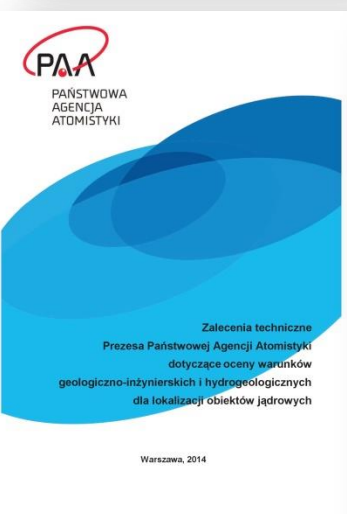 PAA
PAŃSTWOWA
AGENCJA
ATOMISTYKI
Zalecenia techniczne
Prezesa Państwowej Agencji Atomistyki
dotyczące oceny warunków
geologiczno-inżynierskich i hydrogeologicznych
dla lokalizacji obiektów jądrowych
Warszawa, 2014